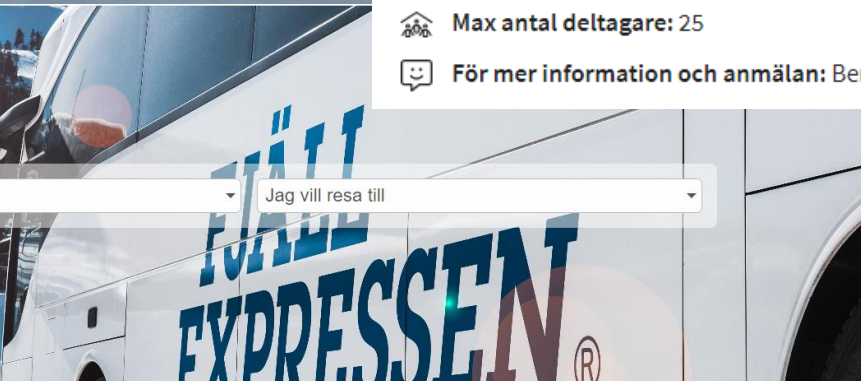 Max antal deltagare: 25
För mer information och anmälan:
Jag vill resa till
FJÄLL
EXPRESSEN®